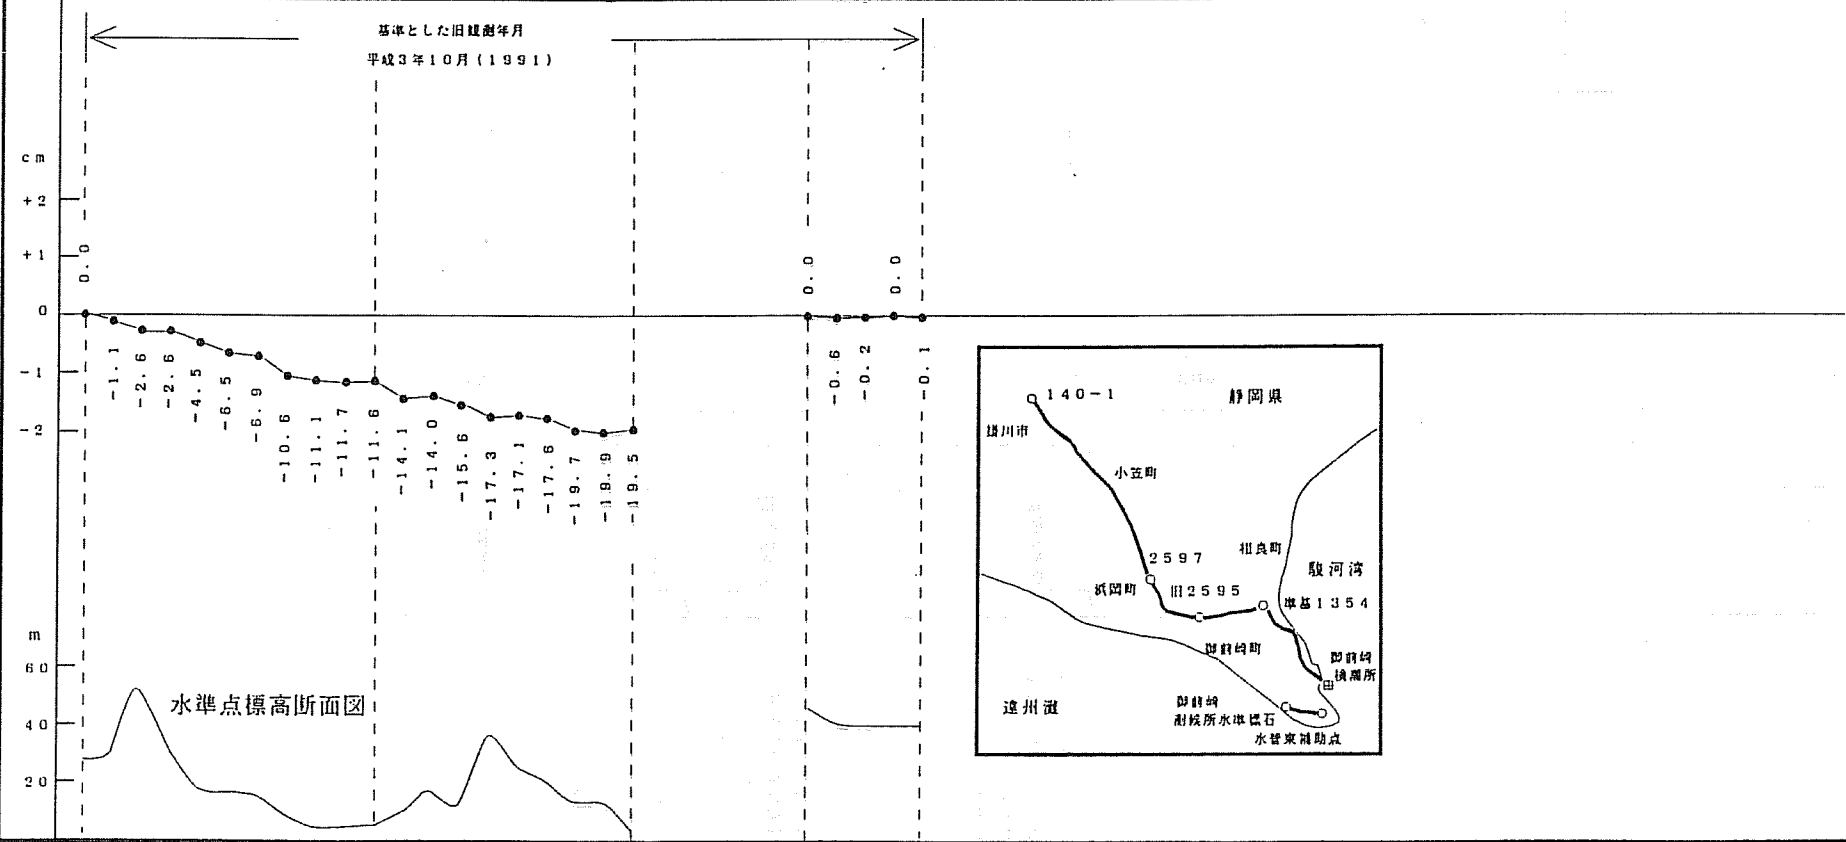 基準とした旧観測年月
平成3年10月(1991)
cm
+2
+1
0
-1
-2
0.0
-1.1
-2.6
-2.6
-4.5
-6.5
-6.9
-10.6
-11.1
-11.7
-11.6
-14.1
-14.0
-15.6
-17.3
-17.1
-17.6
-19.7
-19.9
-19.5
0.0
-0.6
-0.2
0.0
-0.1
m
60
40
20
水準点標高断面図
140-1
静岡県
掛川市
小笠町
2597
相良町
駿河湾
浜岡町
旧2595
準基1354
御前崎町
御前崎
検潮所
遠州灘
御前崎
測候所水準標石
水管東補助点